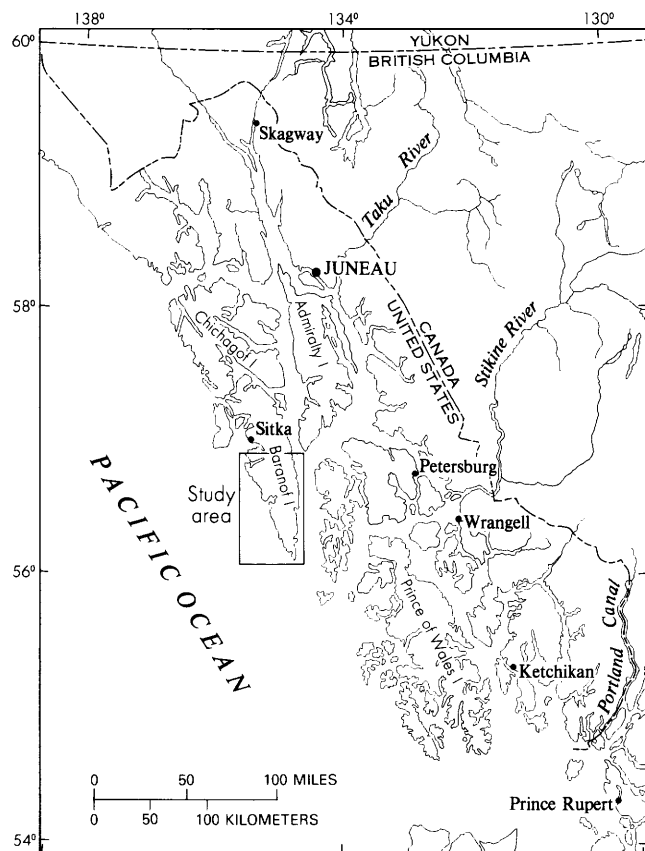 138°
134°
130°
60°
YUKON
BRITISH COLUMBIA
Skagway
Taku River
JUNEAU
58°
Chichagof I
Admiralty I
CANADA
UNITED STATES
Stikine River
Sitka
Baranof I
Petersburg
Study
area
Wrangell
PACIFIC OCEAN
56°
Prince of Wales I
Portland Canal
Ketchikan
0 50 100 MILES
0 50 100 KILOMETERS
Prince Rupert
54°